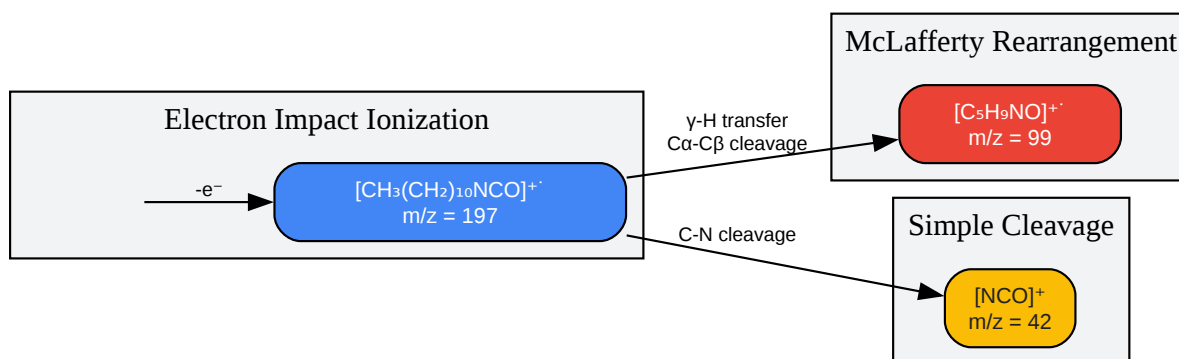 McLafferty Rearrangement
[C₅H₉NO]⁺˙
m/z = 99
Electron Impact Ionization
γ-H transfer
Cα-Cβ cleavage
-e⁻
[CH₃(CH₂)₁₀NCO]⁺˙
m/z = 197
C-N cleavage
Simple Cleavage
[NCO]⁺
m/z = 42